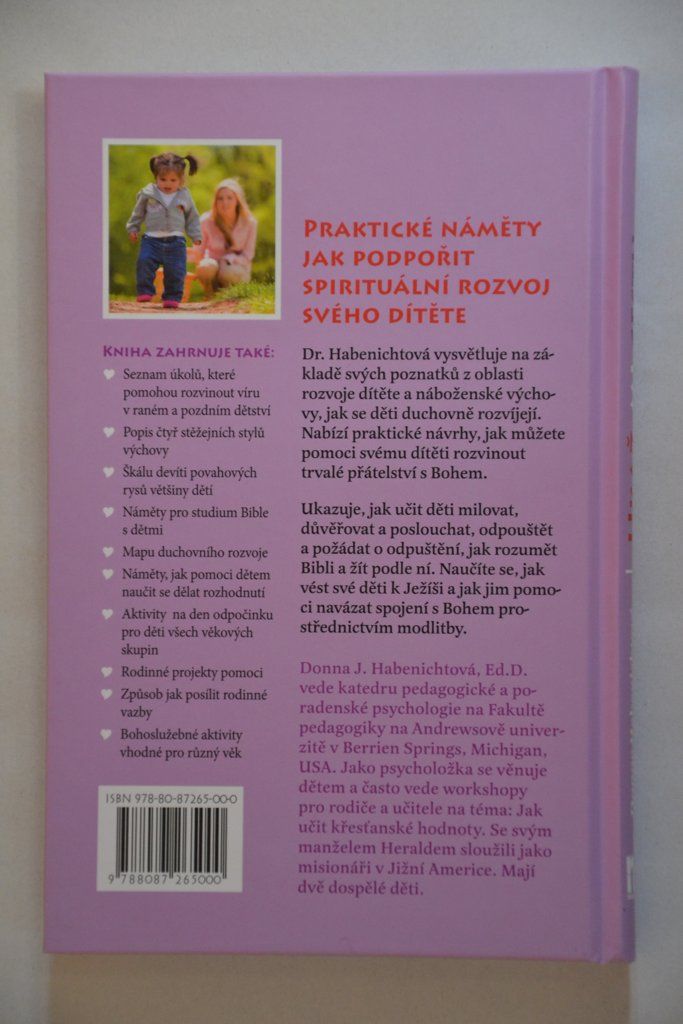 PRAKTICKÉ NÁMĚTY
JAK PODPOŘIT
SPIRITUÁLNÍ ROZVOJ
SVÉHO DÍTĚTE
KNIHA ZAHRNUJE TAKÉ:
Seznam úkolů, které
pomohou rozvinout víru
v raném a pozdním dětství
Popis čtyř stěžejních stylů
výchovy
Škálu devíti povahových
rysů většiny dětí
Náměty pro studium Bible
s dětmi
Mapu duchovního rozvoje
Náměty, jak pomoci dětem
naučit se dělat rozhodnutí
Aktivity na den odpočinku
pro děti všech věkových
skupin
Rodinné projekty pomoci
Způsob jak posílit rodinné
vazby
Bohoslužebné aktivity
vhodné pro různý věk
Dr. Habenichtová vysvětluje na zá-
kladě svých poznatků z oblasti
rozvoje dítěte a náboženské výcho-
vy, jak se děti duchovně rozvíjejí.
Nabízí praktické návrhy, jak můžete
pomoci svému dítěti rozvinout
trvalé přátelství s Bohem.
Ukazuje, jak učit děti milovat,
důvěřovat a poslouchat, odpouštět
a požádat o odpuštění, jak rozumět
Bibli a žít podle ní. Naučíte se, jak
vést své děti k Ježíši a jak jim pomo-
ci navázat spojení s Bohem pro-
střednictvím modlitby.
Donna J. Habenichtová, Ed.D.
vede katedru pedagogické a po-
radenské psychologie na Fakultě
pedagogiky na Andrewsově univer-
zitě v Berrien Springs, Michigan,
USA. Jako psycholožka se věnuje
dětem a často vede workshopy
pro rodiče a učitele na téma: Jak
učit křesťanské hodnoty. Se svým
manželem Heraldem sloužili jako
misionáři v Jižní Americe. Mají
dvě dospělé děti.
ISBN 978-80-87265-00-0
9 788087 265000